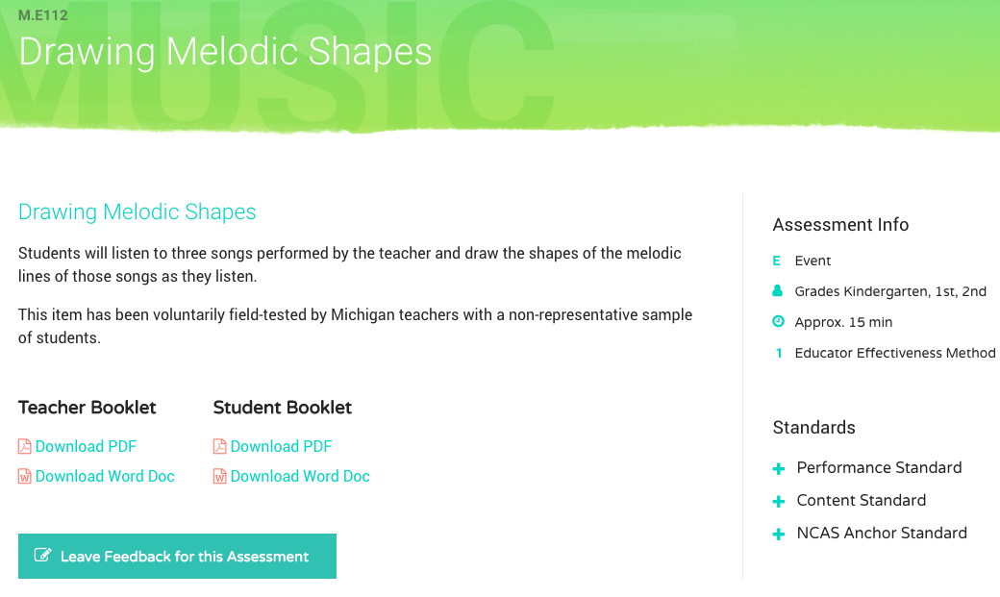 M.E112
MUSIC
Drawing Melodic Shapes
Drawing Melodic Shapes
Students will listen to three songs performed by the teacher and draw the shapes of the melodic
lines of those songs as they listen.
This item has been voluntarily field-tested by Michigan teachers with a non-representative sample
of students.
Teacher Booklet
Download PDF
Download Word Doc
Student Booklet
Download PDF
Download Word Doc
Leave Feedback for this Assessment
Assessment Info
E Event
Grades Kindergarten, 1st, 2nd
Approx. 15 min
1 Educator Effectiveness Method
Standards
Performance Standard
Content Standard
NCAS Anchor Standard